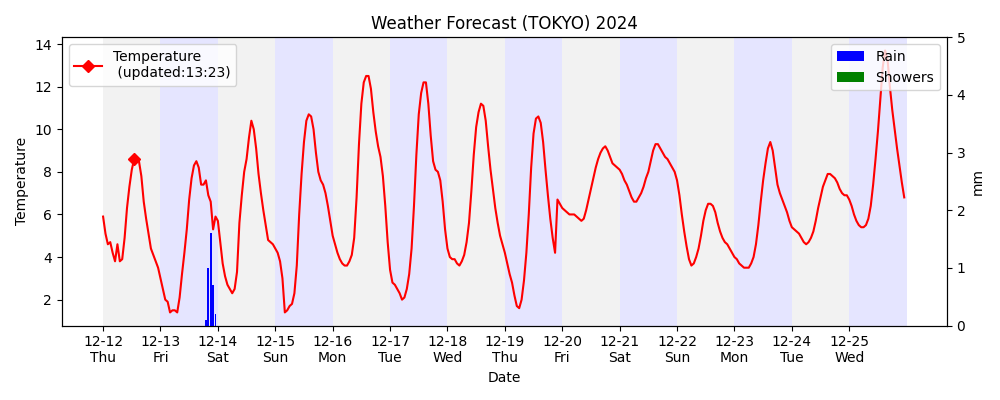 Weather Forecast (TOKYO) 2024
Temperature
(updated:13:23)
Rain
Showers
14
12
10
8
6
4
2
Temperature
5
4
3
2
1
0
mm
12-12 12-13 12-14 12-15 12-16 12-17 12-18 12-19 12-20 12-21 12-22 12-23 12-24 12-25
Thu Fri Sat Sun Mon Tue Wed Thu Fri Sat Sun Mon Tue Wed
Date